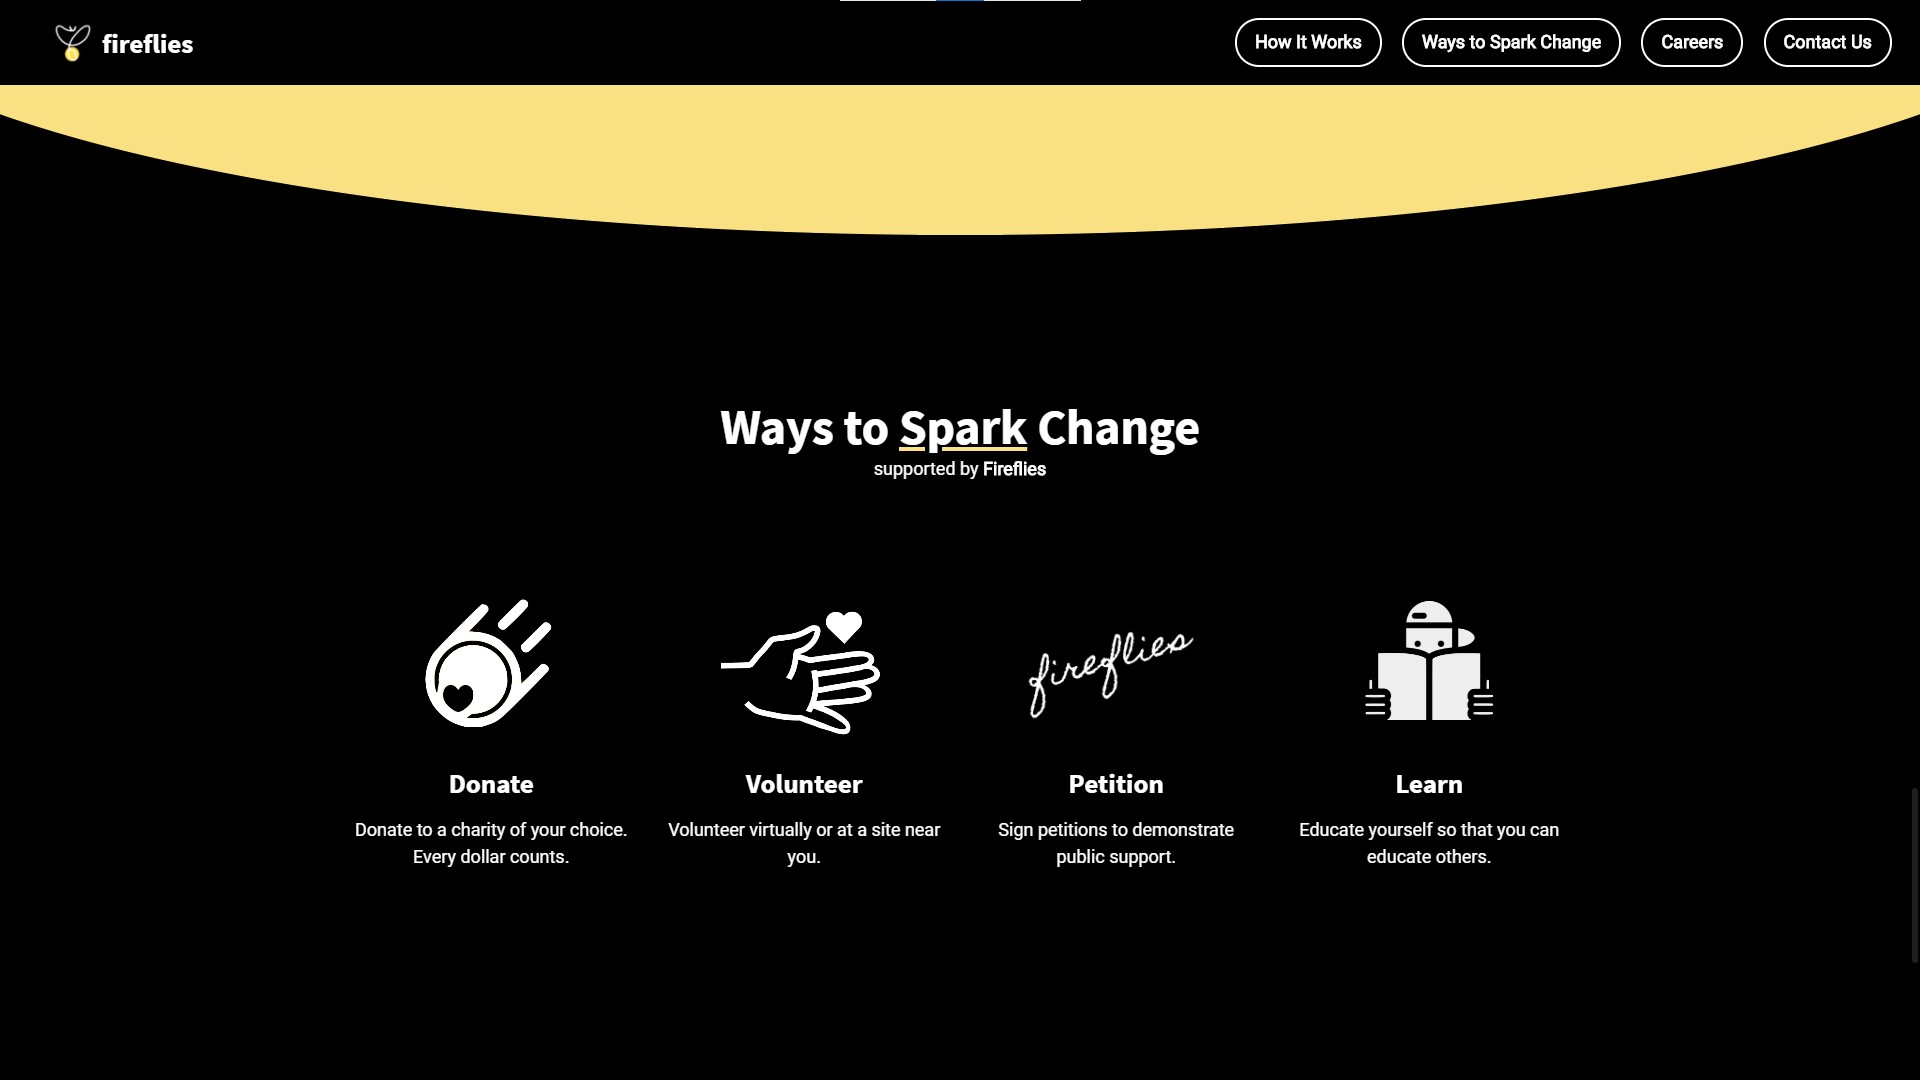 fireflies
How It Works
Ways to Spark Change
Careers
Contact Us
Ways to Spark Change
supported by Fireflies
fireflies
Donate
Donate to a charity of your choice.
Every dollar counts.
Volunteer
Volunteer virtually or at a site near
you.
Petition
Sign petitions to demonstrate
public support.
Learn
Educate yourself so that you can
educate others.